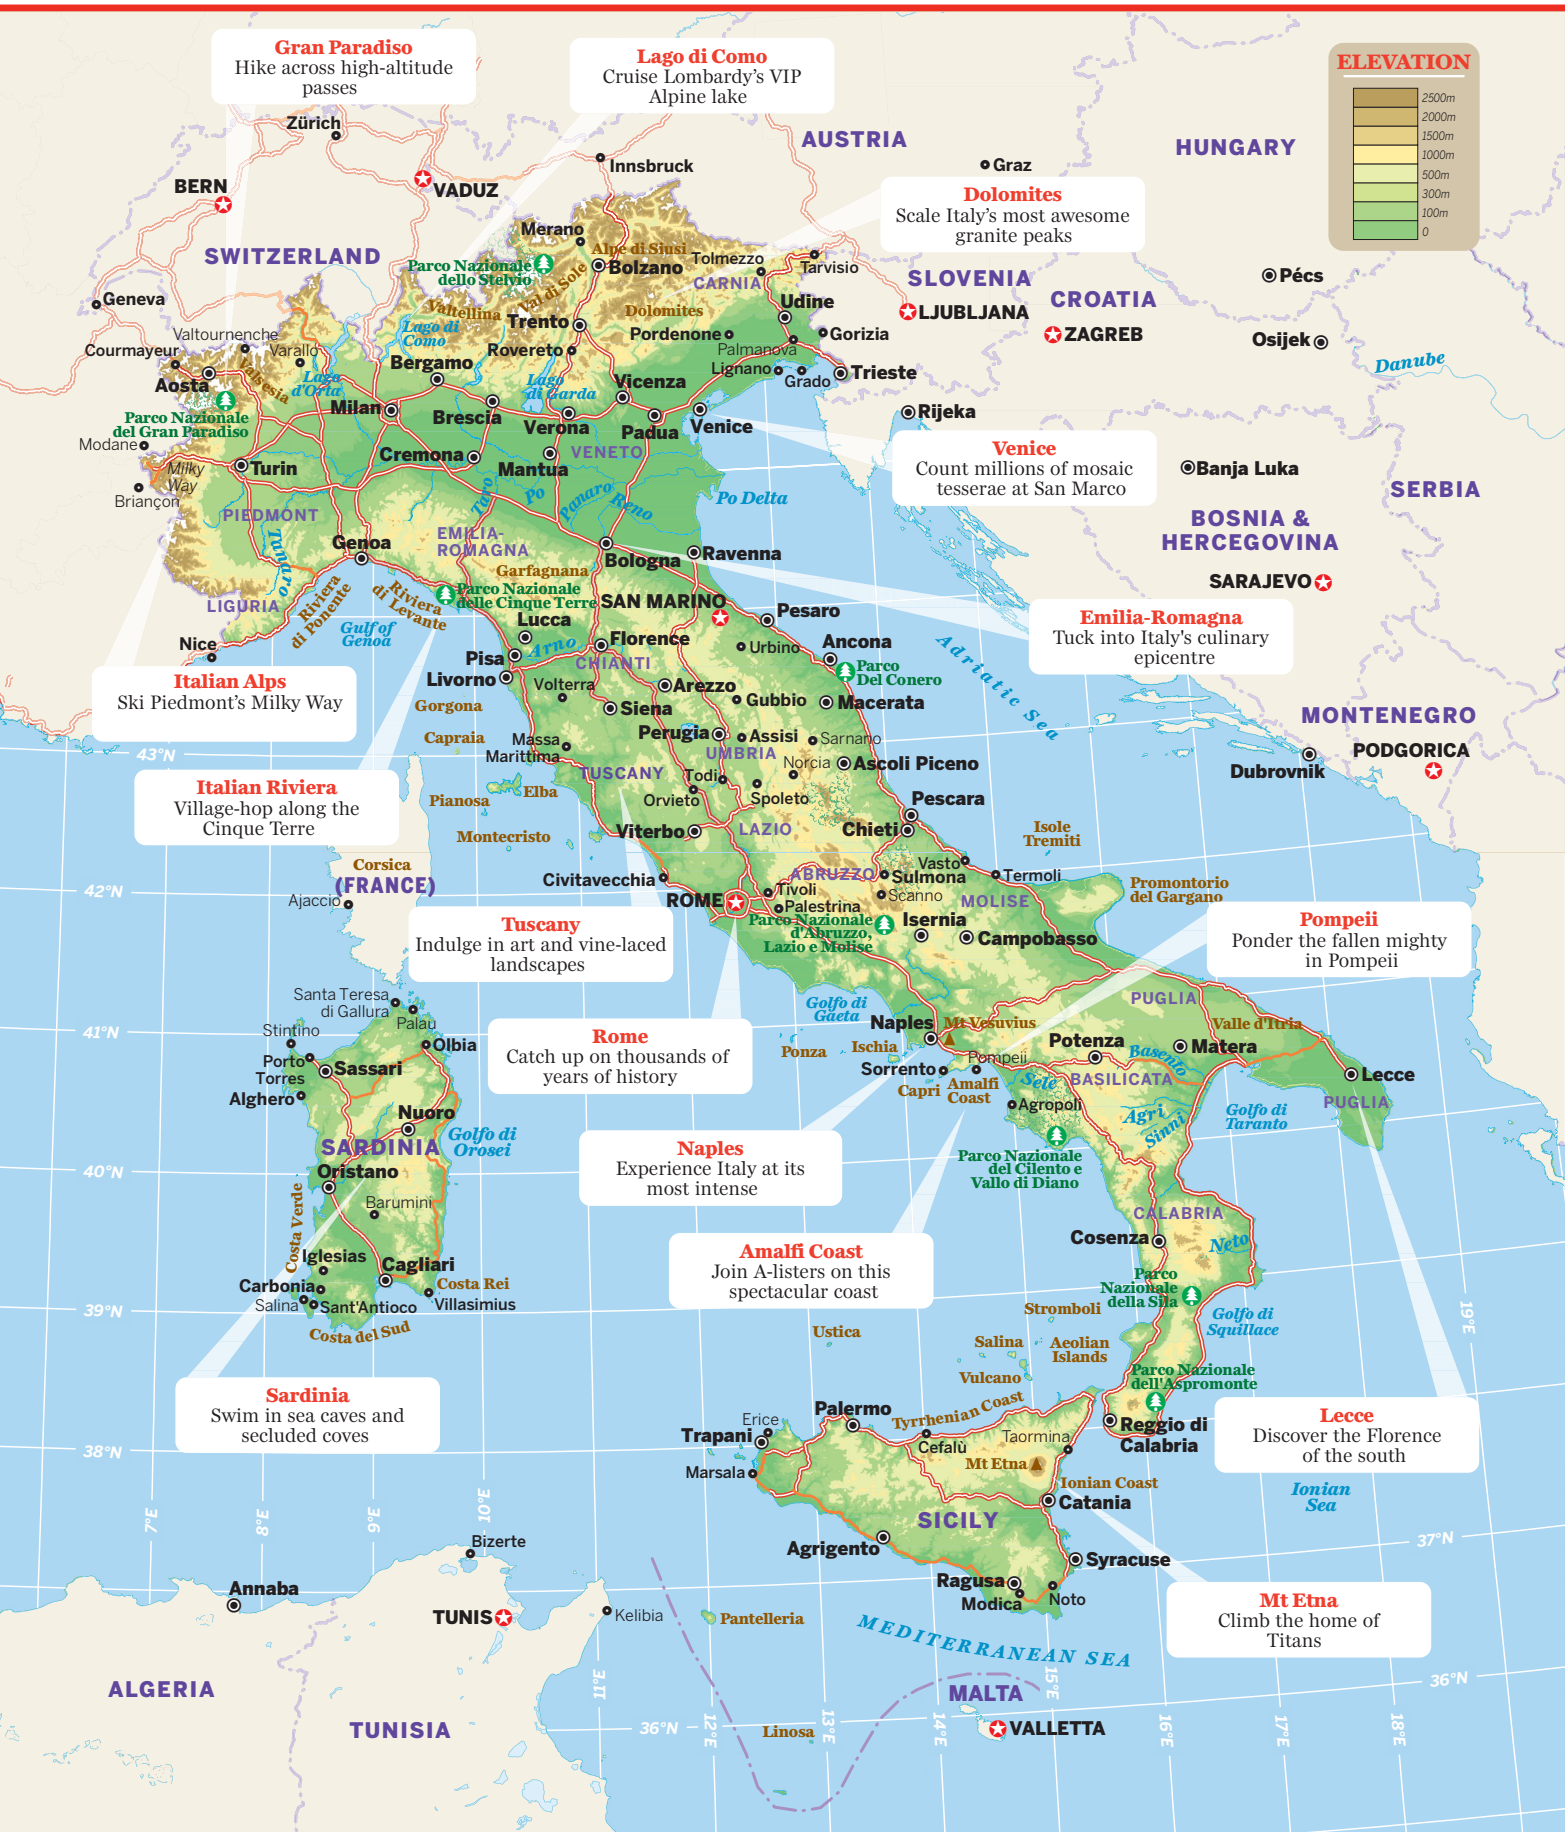 Gran Paradiso
Hike across high-altitude
passes
Lago di Como
Cruise Lombardy's VIP
Alpine lake
ELEVATION
2500m
2000m
1500m
1000m
500m
300m
100m
0
Zürich
AUSTRIA
HUNGARY
Innsbruck
Graz
BERN
VADUZ
Dolomites
Scale Italy's most awesome
granite peaks
SWITZERLAND
Merano
Alpe di Siusi
Parco Nazionale
dello Stelvio
Bolzano
Tolmezzo
Tarvisio
CARNIA
SLOVENIA
Pécs
Geneva
Val di Sole
Valtellina
Dolomites
Udine
CROATIA
LJUBLJANA
Trento
Lago di
Como
Valtournenche
Pordenone
Gorizia
ZAGREB
Osijek
Courmayeur
Varallo
Rovereto
Palmanova
Danube
Bergamo
Aosta
Valsesia
Lago
d'Orta
Lago
di Garda
Vicenza
Lignano
Grado
Trieste
Milan
Brescia
Verona
Padua
Venice
Rijeka
Parco Nazionale
del Gran Paradiso
Modane
Cremona
Mantua
VENETO
Venice
Count millions of mosaic
tesserae at San Marco
Turin
Milky
Way
Banja Luka
SERBIA
Briançon
Taro
Po
Panaro
Reno
Po Delta
PIEDMONT
BOSNIA &
HERCEGOVINA
EMILIA-
ROMAGNA
Genoa
Tanaro
Bologna
Ravenna
Garfagnana
SARAJEVO
LIGURIA
Riviera
di Ponente
Riviera
di Levante
Parco Nazionale
delle Cinque Terre
SAN MARINO
Pesaro
Emilia-Romagna
Tuck into Italy's culinary
epicentre
Gulf of
Genoa
Lucca
Florence
Arno
Urbino
Ancona
Nice
Pisa
CHIANTI
Parco
Del Conero
Adriatic Sea
Italian Alps
Ski Piedmont's Milky Way
Livorno
Volterra
Arezzo
Gubbio
Macerata
Gorgona
Siena
MONTENEGRO
Capraia
Massa
Marittima
Perugia
Assisi
Sarnano
PODGORICA
43°N
UMBRIA
Norcia
Ascoli Piceno
Dubrovnik
TUSCANY
Todi
Italian Riviera
Village-hop along the
Cinque Terre
Pianosa
Elba
Orvieto
Spoleto
Pescara
Montecristo
Viterbo
LAZIO
Chieti
Isole
Tremiti
Corsica
(FRANCE)
Vasto
Termoli
42°N
Civitavecchia
ABRUZZO
Sulmona
Promontorio
del Gargano
Ajaccio
ROME
Tivoli
Palestrina
Scanno
MOLISE
Parco Nazionale
d'Abruzzo,
Lazio e Molise
Isernia
Campobasso
Tuscany
Indulge in art and vine-laced
landscapes
Pompeii
Ponder the fallen mighty
in Pompeii
Santa Teresa
di Gallura
Golfo di
Gaeta
PUGLIA
Palau
Stintino
41°N
Naples
Mt Vesuvius
Valle d'Itria
Rome
Catch up on thousands of
years of history
Olbia
Ponza
Ischia
Pompeii
Potenza
Basento
Matera
Porto
Torres
Sassari
Sorrento
Lecce
Alghero
Capri
Amalfi
Coast
Sele
BASILICATA
PUGLIA
Agropoli
Agri
Sinni
Golfo di
Taranto
Nuoro
SARDINIA
Golfo di
Orosei
Naples
Experience Italy at its
most intense
Parco Nazionale
del Cilento e
Vallo di Diano
40°N
Oristano
Barumini
Costa Verde
CALABRIA
Cosenza
Neto
Iglesias
Cagliari
Amalfi Coast
Join A-listers on this
spectacular coast
Carbonia
Costa Rei
Parco
Nazionale
della Sila
39°N
Salina
Sant'Antioco
Villasimius
Stromboli
Golfo di
Squillace
19°E
Costa del Sud
Ustica
Salina
Aeolian
Islands
Vulcano
Parco Nazionale
dell'Aspromonte
Sardinia
Swim in sea caves and
secluded coves
Tyrrhenian Coast
Palermo
Erice
Trapani
Cefalù
Taormina
Reggio di
Calabria
Lecce
Discover the Florence
of the south
38°N
Marsala
Mt Etna
Ionian Coast
Ionian
Sea
7°E
8°E
9°E
10°E
Catania
SICILY
37°N
Bizerte
Agrigento
Syracuse
Annaba
Ragusa
Modica
Noto
Mt Etna
Climb the home of
Titans
TUNIS
Kelibia
Pantelleria
MEDITERRANEAN SEA
ALGERIA
11°E
15°E
36°N
MALTA
TUNISIA
36°N
12°E
Linosa
13°E
14°E
VALLETTA
16°E
17°E
18°E